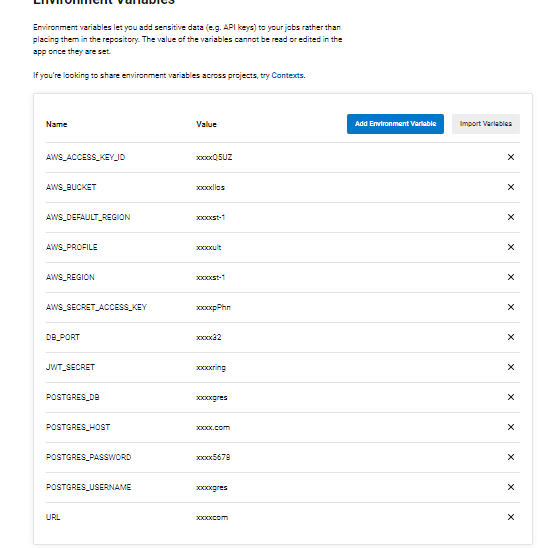 Environment Variables
Environment variables let you add sensitive data (e.g. API keys) to your jobs rather than
placing them in the repository. The value of the variables cannot be read or edited in the
app once they are set.
If you're looking to share environment variables across projects, try Contexts.
Name Value Add Environment Variable Import Variables
AWS_ACCESS_KEY_ID xxxxQ5UZ ×
AWS_BUCKET xxxxllos ×
AWS_DEFAULT_REGION xxxxst-1 ×
AWS_PROFILE xxxxult ×
AWS_REGION xxxxst-1 ×
AWS_SECRET_ACCESS_KEY xxxxpPhn ×
DB_PORT xxxx32 ×
JWT_SECRET xxxxring ×
POSTGRES_DB xxxxgres ×
POSTGRES_HOST xxxx.com ×
POSTGRES_PASSWORD xxxx5678 ×
POSTGRES_USERNAME xxxxgres ×
URL xxxxcom ×